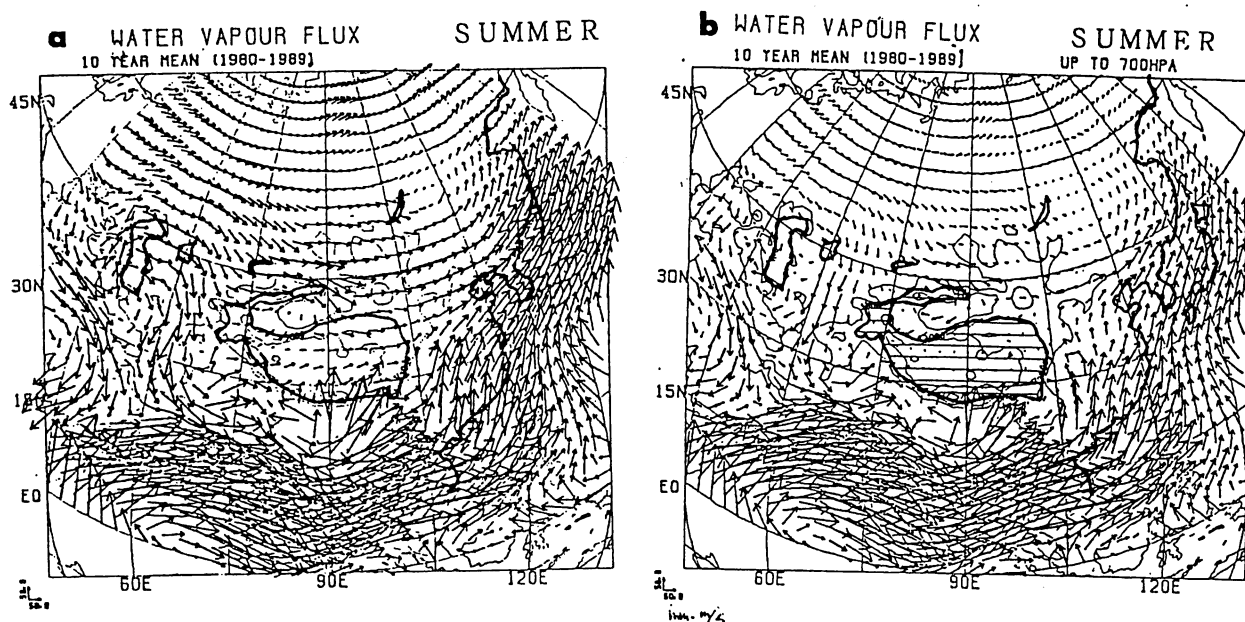 a WATER VAPOUR FLUX SUMMER
10 YEAR MEAN (1980-1989)
45N
30N
EQ
60E 90E 120E
b WATER VAPOUR FLUX SUMMER
10 YEAR MEAN (1980-1989) UP TO 700HPA
45N
30N
15N
EQ
60E 90E 120E